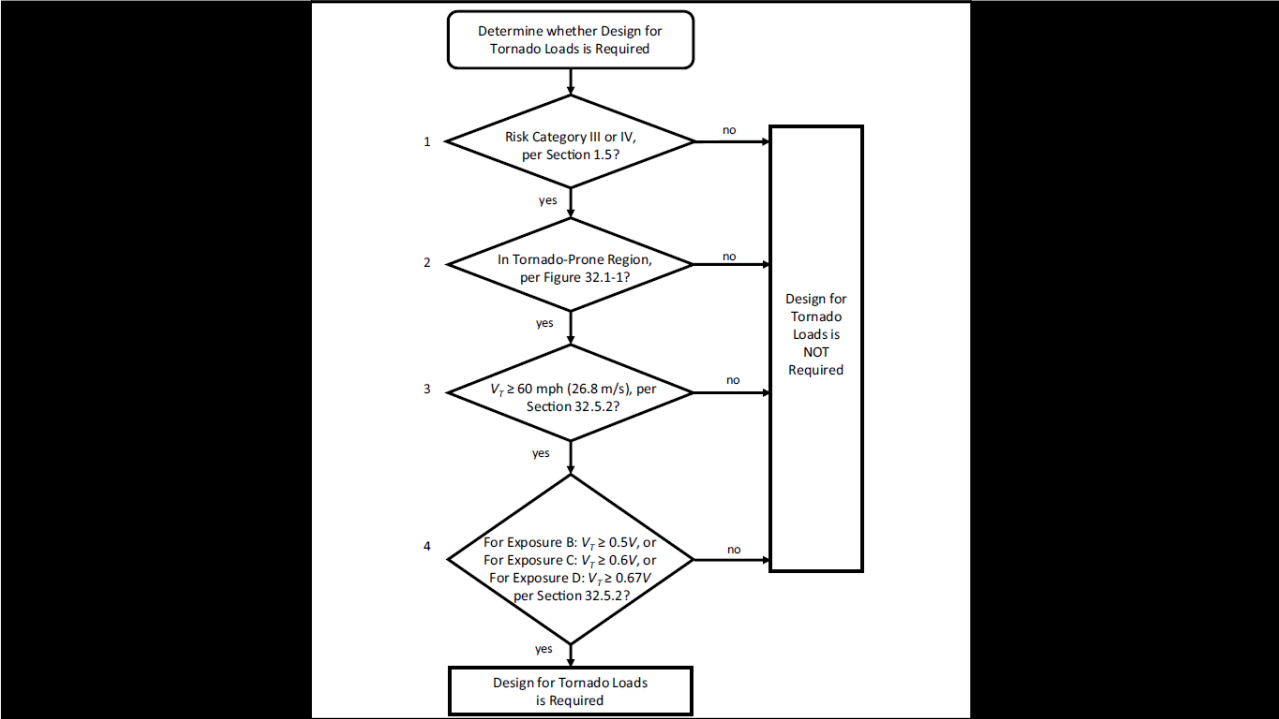 Determine whether Design for
Tornado Loads is Required
1
Risk Category III or IV,
per Section 1.5?
no
yes
2
In Tornado-Prone Region,
per Figure 32.1-1?
no
yes
3
V_T ≥ 60 mph (26.8 m/s), per
Section 32.5.2?
no
yes
4
For Exposure B: V_T ≥ 0.5V, or
For Exposure C: V_T ≥ 0.6V, or
For Exposure D: V_T ≥ 0.67V
per Section 32.5.2?
no
yes
Design for Tornado Loads
is Required
Design for
Tornado
Loads is
NOT
Required